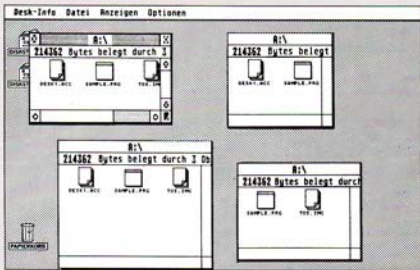 Desk-Info Datei Anzeigen Optionen
A:\
214362 Bytes belegt durch 3
DESKY.ACC SAMPLE.PRG TOS.IMG
A:\
214362 Bytes belegt
DESKY.ACC SAMPLE.PRG
A:\
214362 Bytes belegt durch 3 Ob
DESKY.ACC SAMPLE.PRG TOS.IMG
A:\
214362 Bytes belegt durch
SAMPLE.PRG TOS.IMG
PAPIERKORB